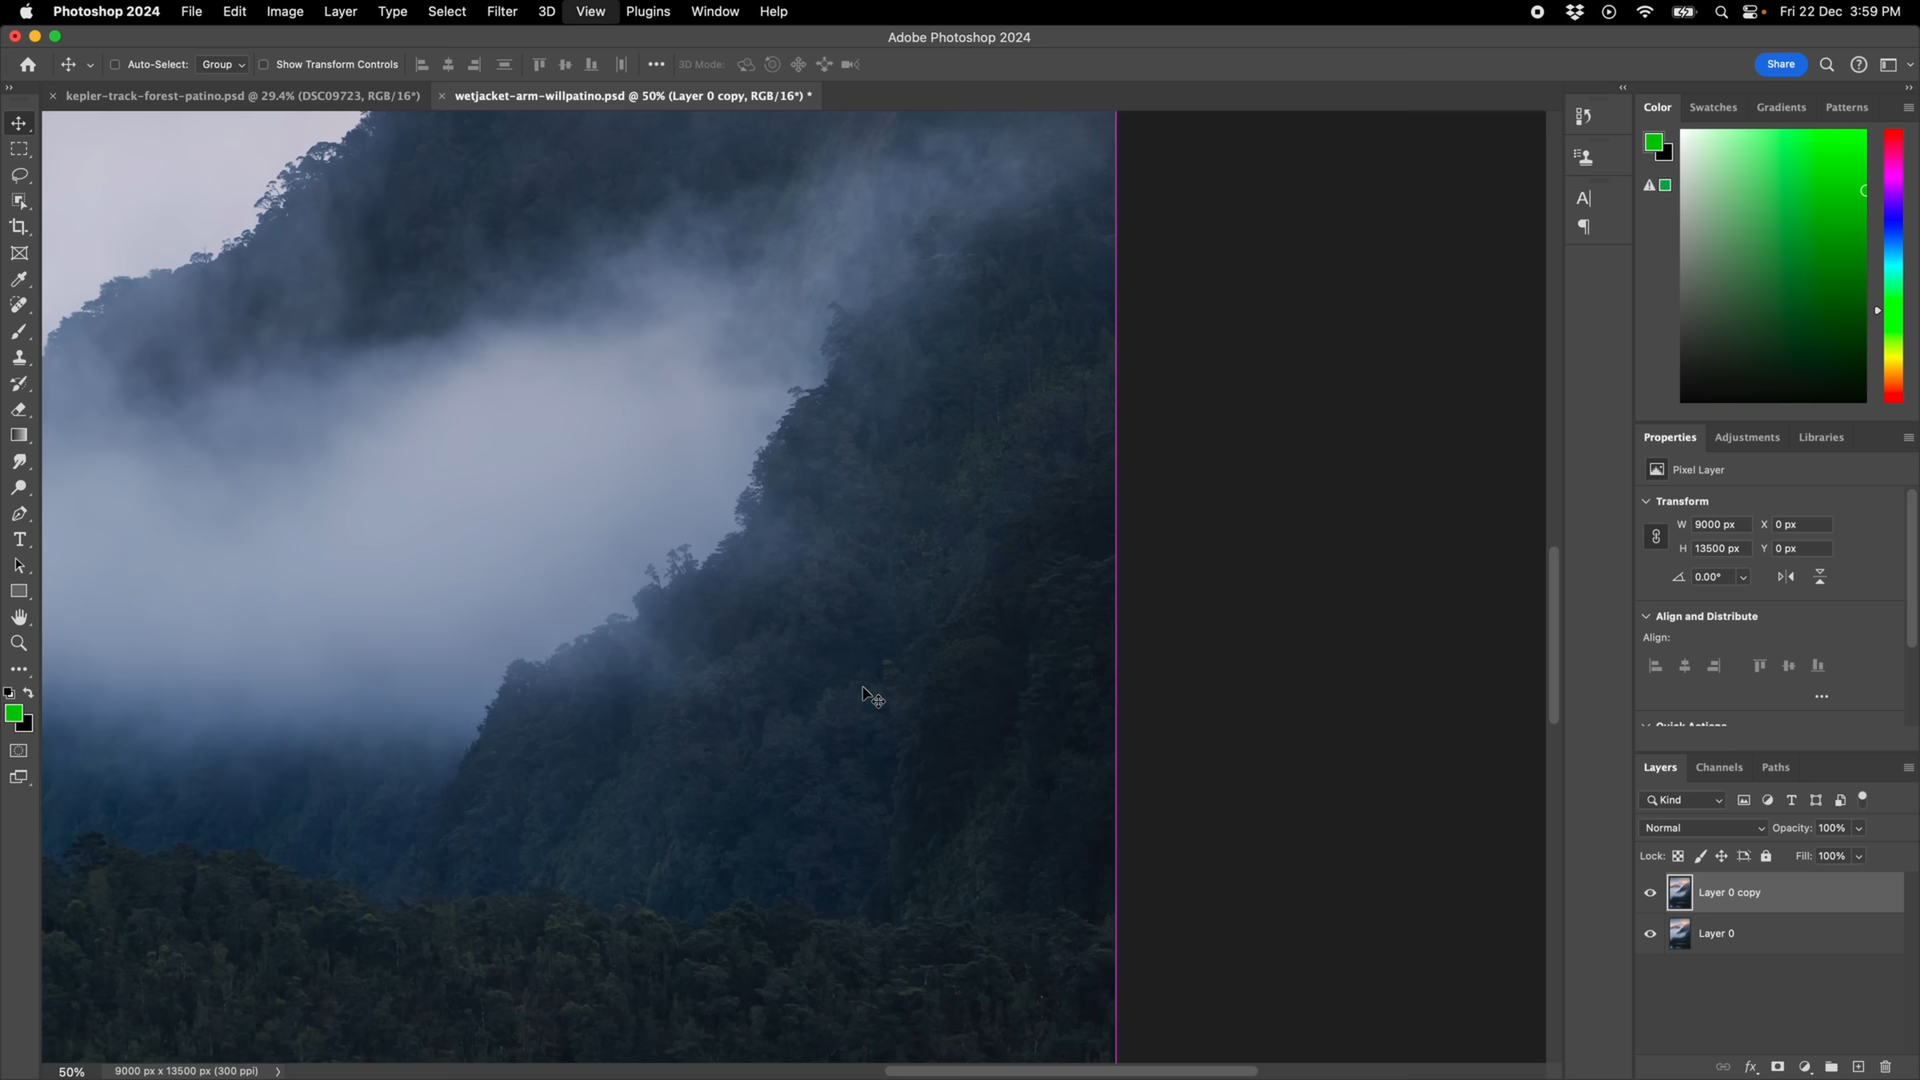 Photoshop 2024 File Edit Image Layer Type Select Filter 3D View Plugins Window Help Fri 22 Dec 3:59 PM
Adobe Photoshop 2024
Auto-Select: Group Show Transform Controls 3D Mode: Share
kepler-track-forest-patino.psd @ 29.4% (DSC09723, RGB/16*) wetjacket-arm-willpatino.psd @ 50% (Layer 0 copy, RGB/16*) *
Color Swatches Gradients Patterns
Properties Adjustments Libraries
Pixel Layer
Transform
W 9000 px X 0 px
H 13500 px Y 0 px
0.00°
Align and Distribute
Align:
Quick Actions
Layers Channels Paths
Kind
Normal Opacity: 100%
Lock: Fill: 100%
Layer 0 copy
Layer 0
50% 9000 px x 13500 px (300 ppi)